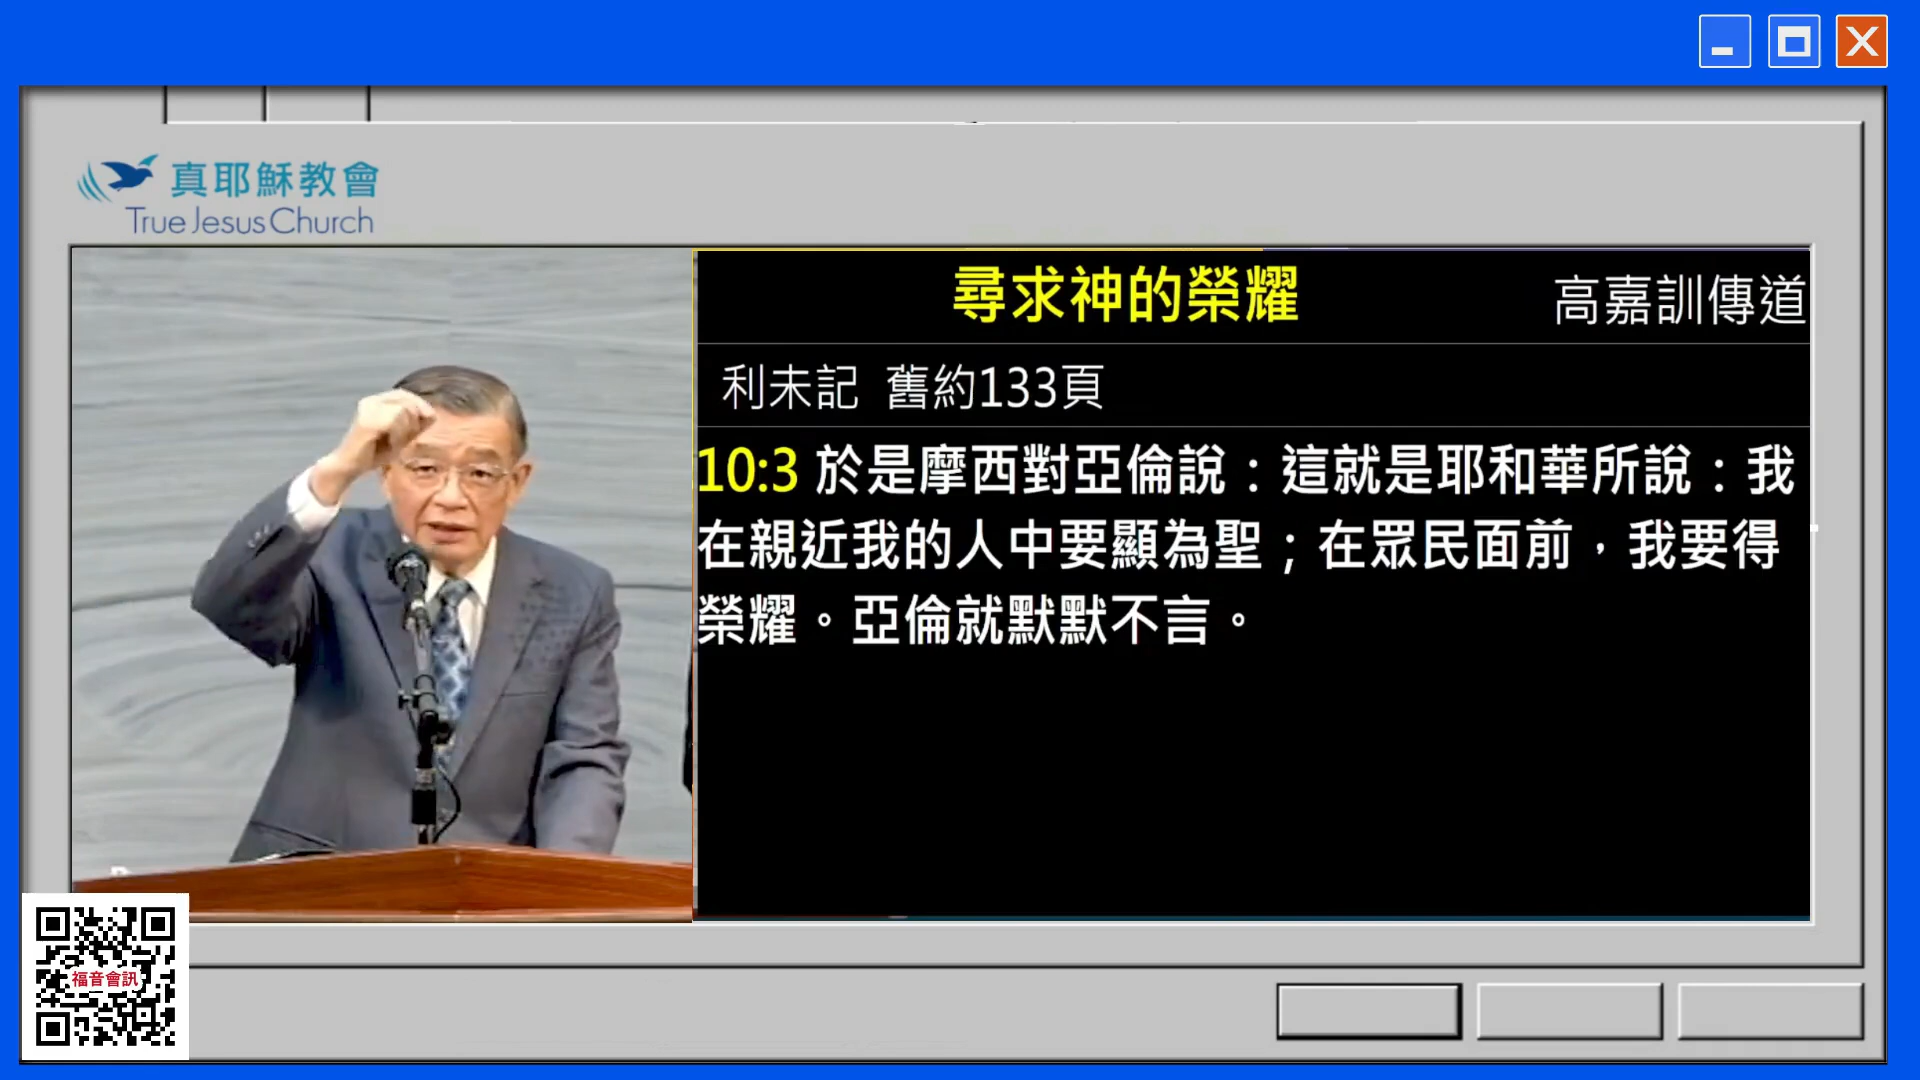 真耶穌教會
True Jesus Church
尋求神的榮耀
高嘉訓傳道
利未記 舊約133頁
10:3 於是摩西對亞倫說：這就是耶和華所說：我
在親近我的人中要顯為聖；在眾民面前，我要得
榮耀。亞倫就默默不言。
福音會訊